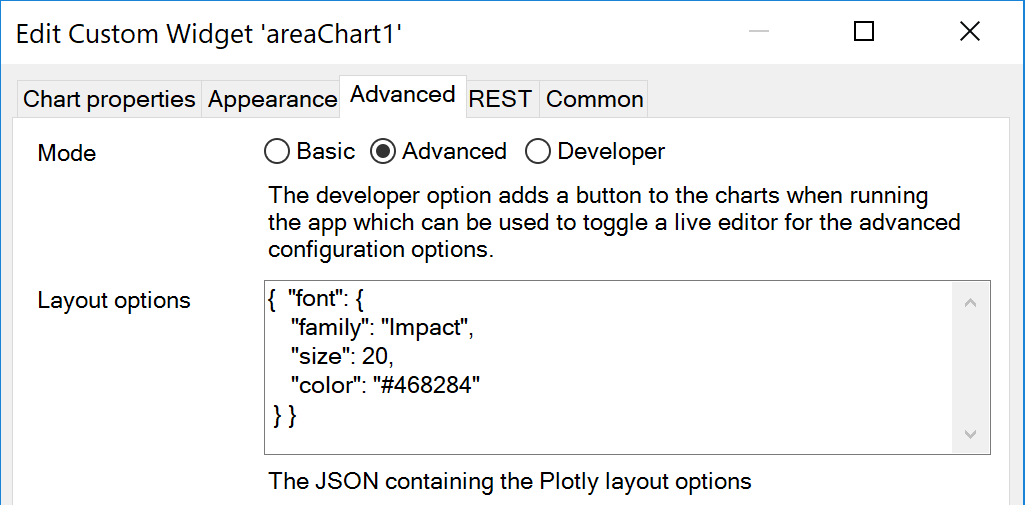 Edit Custom Widget 'areaChart1'
Chart properties Appearance Advanced REST Common
Mode Basic Advanced Developer
The developer option adds a button to the charts when running
the app which can be used to toggle a live editor for the advanced
configuration options.
Layout options { "font": {
"family": "Impact",
"size": 20,
"color": "#468284"
} }
The JSON containing the Plotly layout options